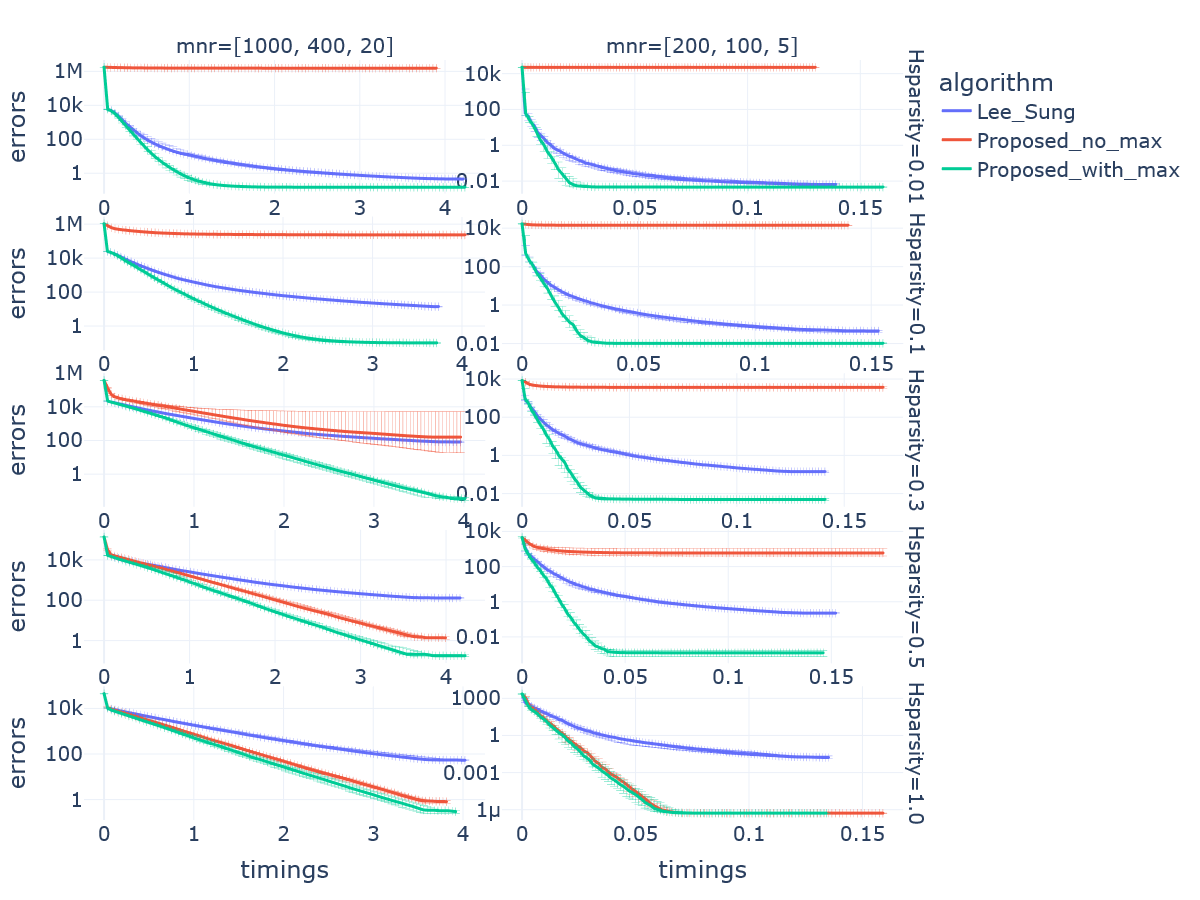 mnr=[1000, 400, 20]
mnr=[200, 100, 5]
algorithm
Lee_Sung
Proposed_no_max
Proposed_with_max
errors
1M
10k
100
1
0
1
2
3
4
10k
100
1
0.01
0
0.05
0.1
0.15
Hsparsity=0.01
errors
1M
10k
100
1
0
1
2
3
4
10k
100
1
0.01
0
0.05
0.1
0.15
Hsparsity=0.1
errors
1M
10k
100
1
0
1
2
3
4
10k
100
1
0.01
0
0.05
0.1
0.15
Hsparsity=0.3
errors
10k
100
1
0
1
2
3
4
10k
100
1
0.01
0
0.05
0.1
0.15
Hsparsity=0.5
errors
10k
100
1
0
1
2
3
4
1000
1
0.001
1μ
0
0.05
0.1
0.15
Hsparsity=1.0
timings
timings